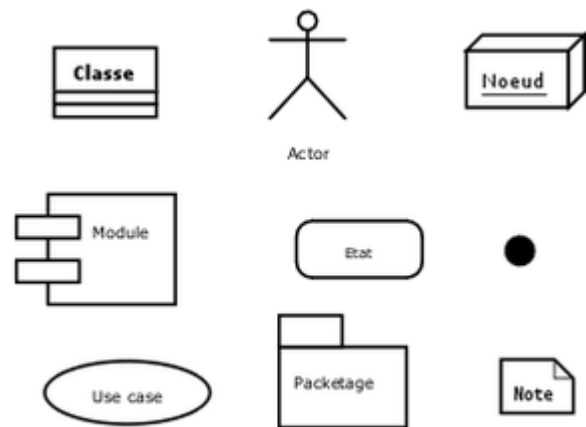 Classe
Noeud
Actor
Module
Etat
Use case
Packetage
Note